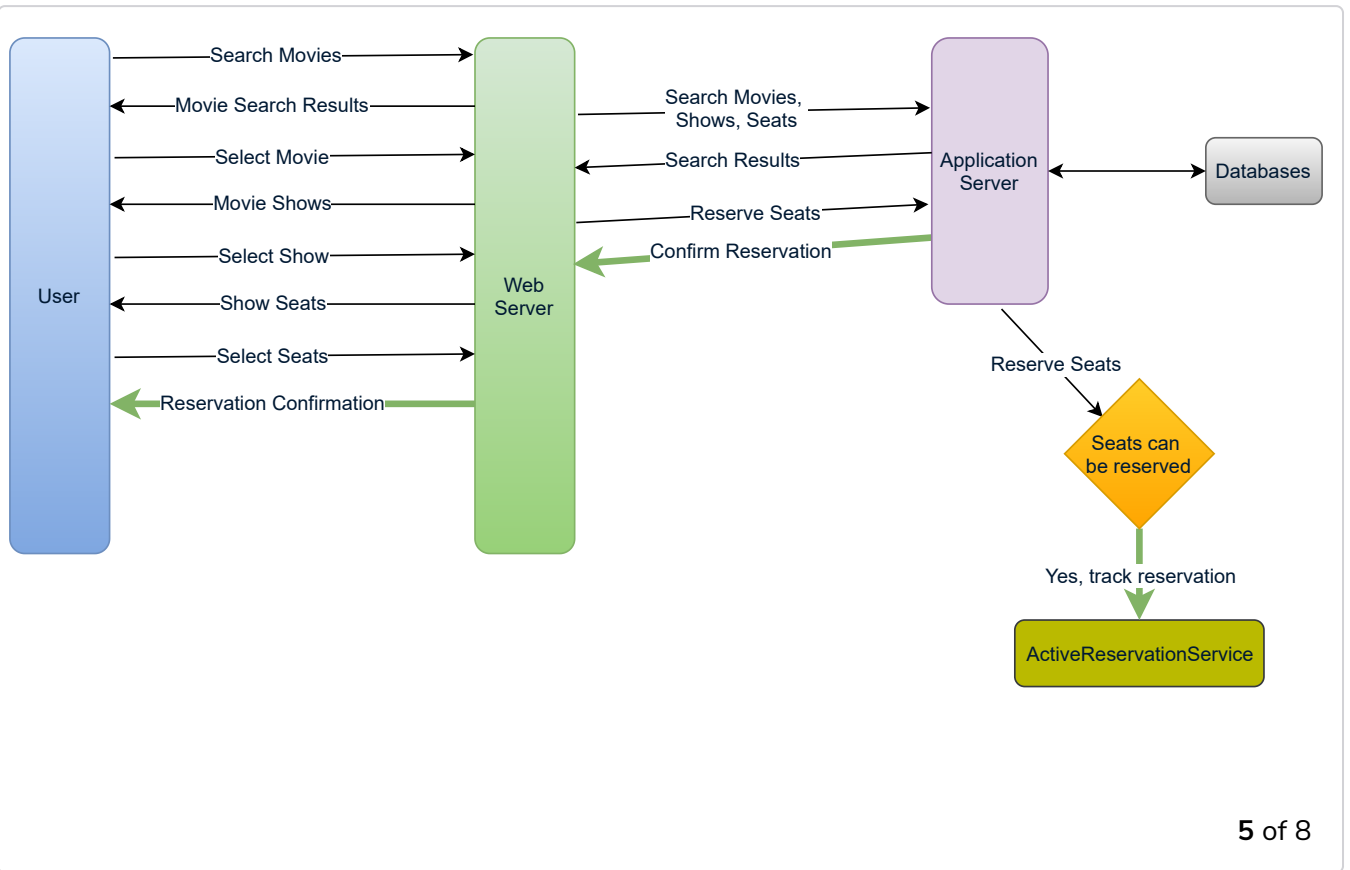 Search Movies
Movie Search Results
Select Movie
Movie Shows
Select Show
Show Seats
Select Seats
Reservation Confirmation
User
Web
Server
Search Movies,
Shows, Seats
Search Results
Reserve Seats
Confirm Reservation
Application
Server
Databases
Reserve Seats
Seats can
be reserved
Yes, track reservation
ActiveReservationService
5 of 8